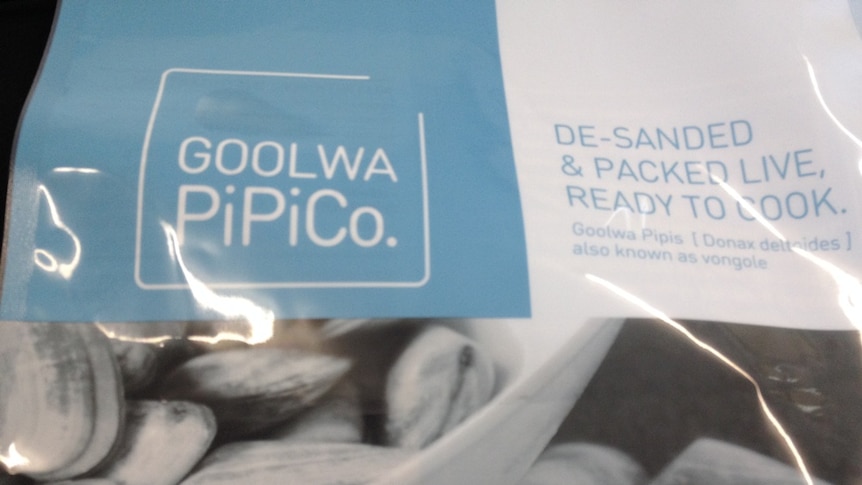 GOOLWA
PiPiCo.
DE-SANDED
& PACKED LIVE,
READY TO COOK.
Goolwa Pipis [ Donax deltoides ]
also known as vongole